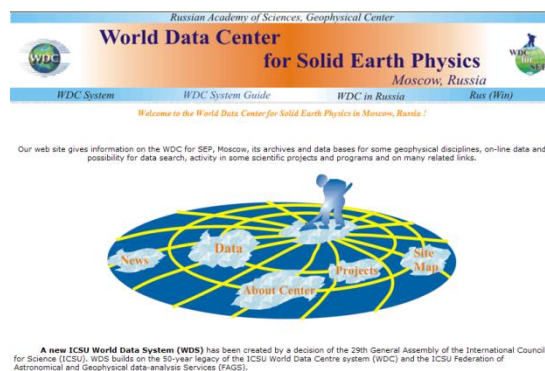 Russian Academy of Sciences, Geophysical Center
World Data Center
for Solid Earth Physics
Moscow, Russia
WDC
WDC
for
SEP
WDC System
WDC System Guide
WDC in Russia
Rus (Win)
Welcome to the World Data Center for Solid Earth Physics in Moscow, Russia !
Our web site gives information on the WDC for SEP, Moscow, its archives and data bases for some geophysical disciplines, on-line data and
possibility for data search, activity in some scientific projects and programs and on many related links.
News
Data
About Center
Projects
Site
Map
A new ICSU World Data System (WDS) has been created by a decision of the 29th General Assembly of the International Council
for Science (ICSU). WDS builds on the 50-year legacy of the ICSU World Data Centre system (WDC) and the ICSU Federation of
Astronomical and Geophysical data-analysis Services (FAGS).